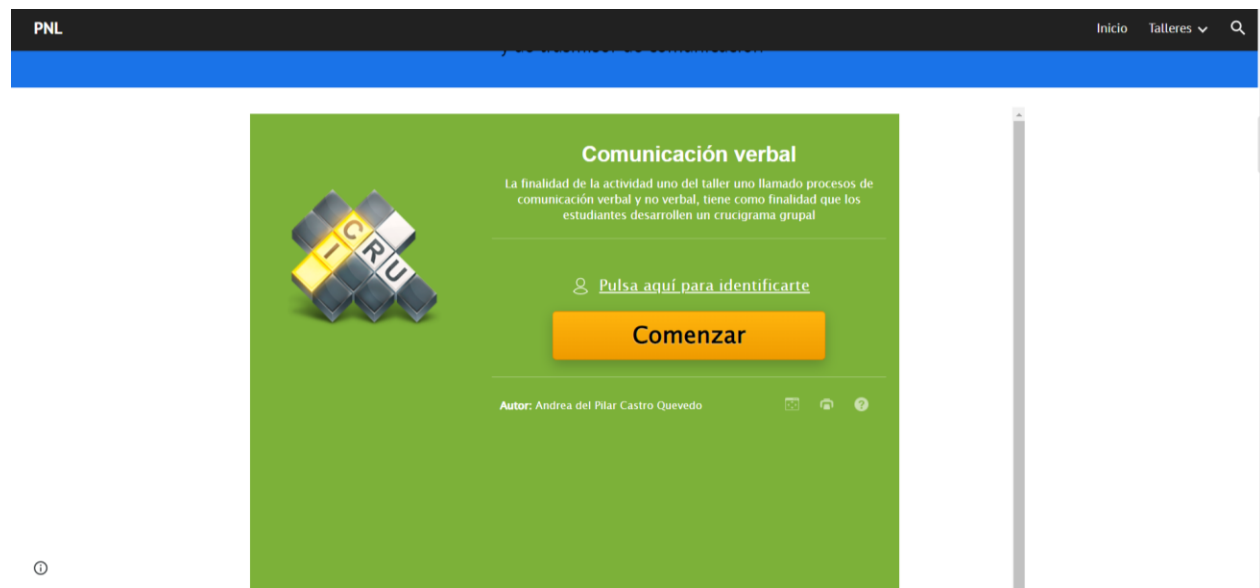 PNL
Inicio Talleres
Comunicación verbal
La finalidad de la actividad uno del taller uno llamado procesos de
comunicación verbal y no verbal, tiene como finalidad que los
estudiantes desarrollen un crucigrama grupal
C
I R
U
Pulsa aquí para identificarte
Comenzar
Autor: Andrea del Pilar Castro Quevedo